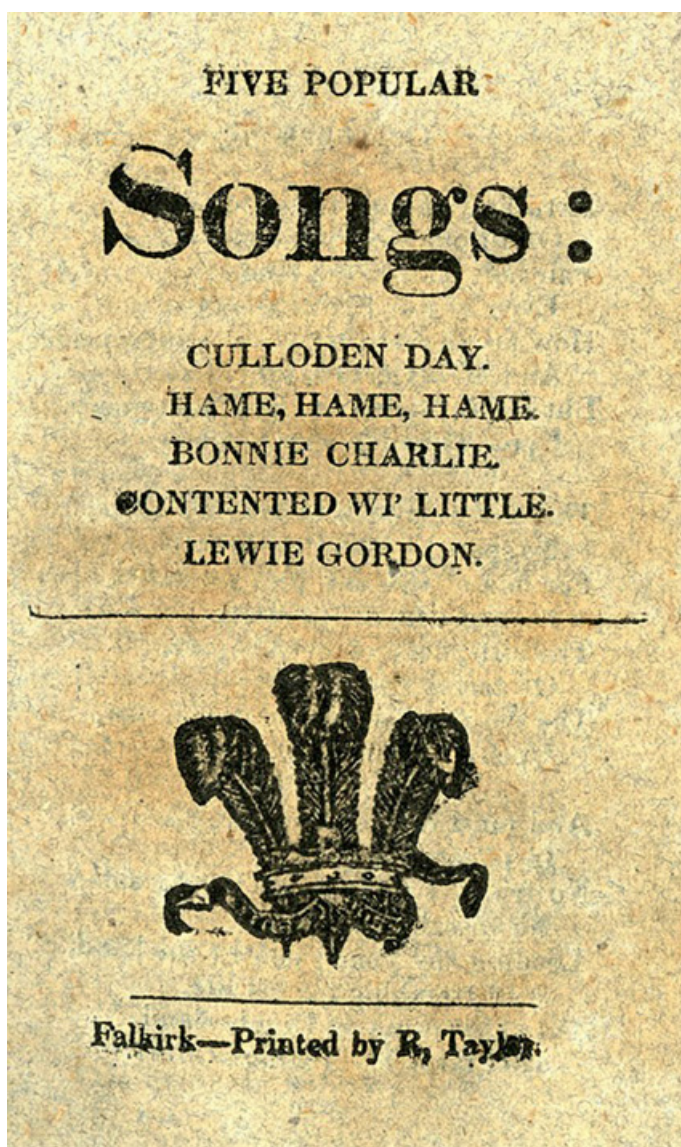 FIVE POPULAR
Songs:
CULLODEN DAY.
HAME, HAME, HAME.
BONNIE CHARLIE.
CONTENTED WI' LITTLE.
LEWIE GORDON.
Falkirk—Printed by R, Taylor.